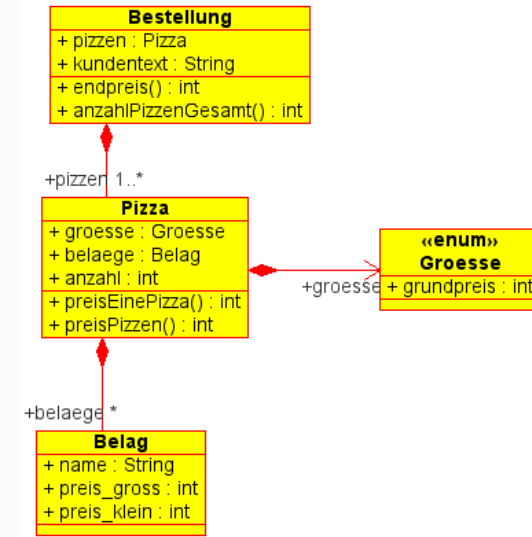 Bestellung
+ pizzen : Pizza
+ kundentext : String
+ endpreis() : int
+ anzahlPizzenGesamt() : int
+pizzen 1..*
Pizza
+ groesse : Groesse
+ belaege : Belag
+ anzahl : int
+ preisEinePizza() : int
+ preisPizzen() : int
+groesse
«enum»
Groesse
+ grundpreis : int
+belaege *
Belag
+ name : String
+ preis_gross : int
+ preis_klein : int